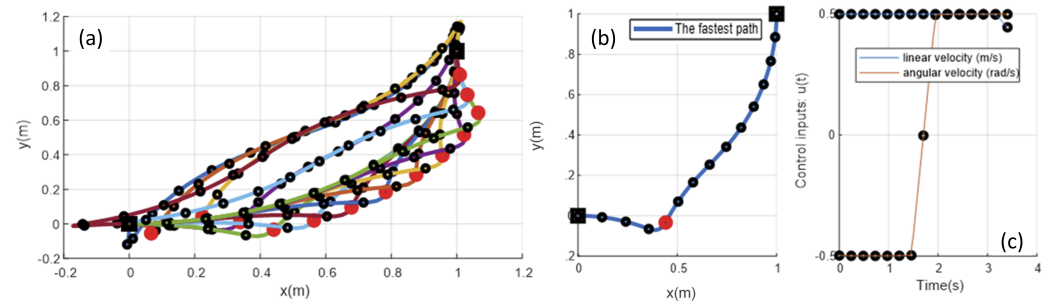 (a)
y(m)
1.2
1
0.8
0.6
0.4
0.2
0
-0.2
-0.2
0
0.2
0.4
0.6
0.8
1
1.2
x(m)
(b)
The fastest path
y(m)
1
.8
.6
.4
.2
0
.2
0
0.5
1
x(m)
Control inputs: u(t)
0.5
0
-0.5
linear velocity (m/s)
angular velocity (rad/s)
(c)
0
1
2
3
4
Time(s)